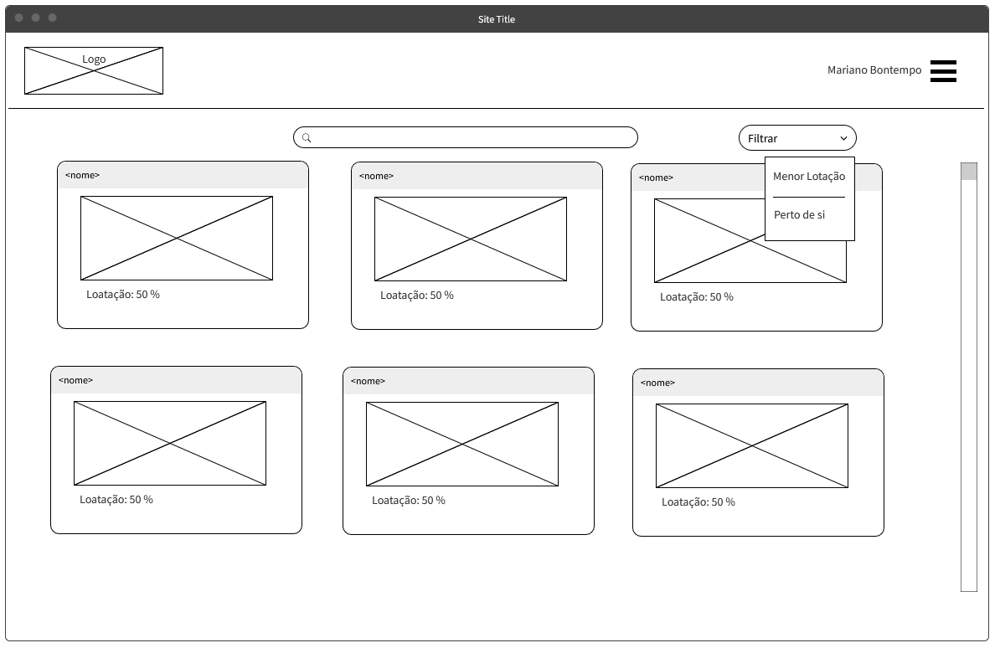 Site Title
Logo
Mariano Bontempo
Filtrar
Menor Lotação
Perto de si
<nome>
Loatação: 50 %
<nome>
Loatação: 50 %
<nome>
Loatação: 50 %
<nome>
Loatação: 50 %
<nome>
Loatação: 50 %
<nome>
Loatação: 50 %